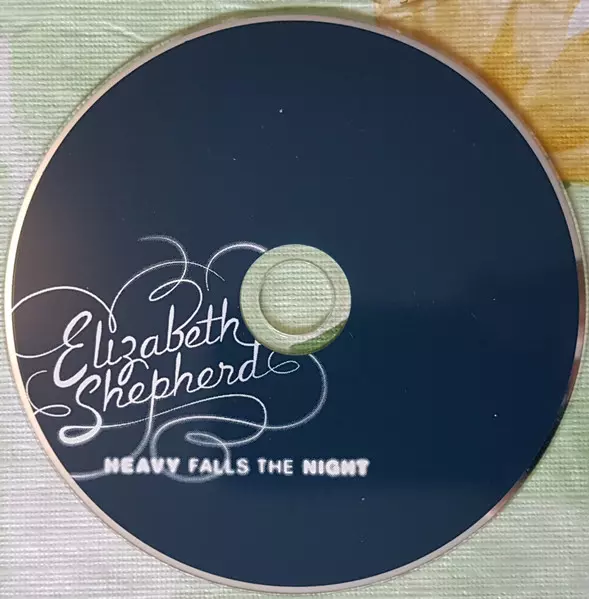 Elizabeth
Shepherd
HEAVY FALLS THE NIGHT